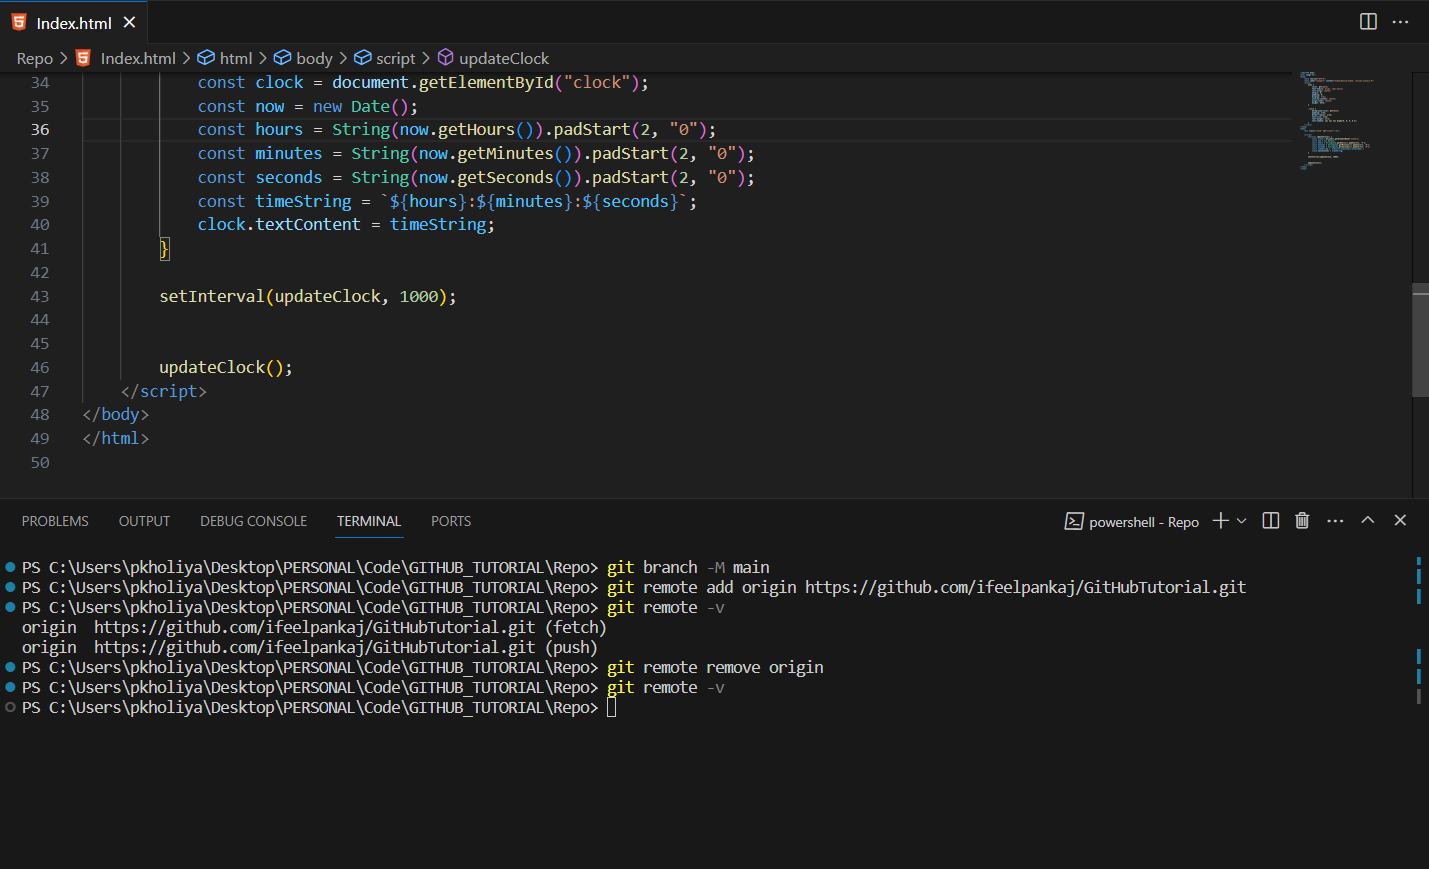 Index.html
Repo > Index.html > html > body > script > updateClock
34 const clock = document.getElementById("clock");
35 const now = new Date();
36 const hours = String(now.getHours()).padStart(2, "0");
37 const minutes = String(now.getMinutes()).padStart(2, "0");
38 const seconds = String(now.getSeconds()).padStart(2, "0");
39 const timeString = `${hours}:${minutes}:${seconds}`;
40 clock.textContent = timeString;
41 }
42
43 setInterval(updateClock, 1000);
44
45
46 updateClock();
47 </script>
48 </body>
49 </html>
50
PROBLEMS OUTPUT DEBUG CONSOLE TERMINAL PORTS powershell - Repo
PS C:\Users\pkholiya\Desktop\PERSONAL\Code\GITHUB_TUTORIAL\Repo> git branch -M main
PS C:\Users\pkholiya\Desktop\PERSONAL\Code\GITHUB_TUTORIAL\Repo> git remote add origin https://github.com/ifeelpankaj/GitHubTutorial.git
PS C:\Users\pkholiya\Desktop\PERSONAL\Code\GITHUB_TUTORIAL\Repo> git remote -v
origin https://github.com/ifeelpankaj/GitHubTutorial.git (fetch)
origin https://github.com/ifeelpankaj/GitHubTutorial.git (push)
PS C:\Users\pkholiya\Desktop\PERSONAL\Code\GITHUB_TUTORIAL\Repo> git remote remove origin
PS C:\Users\pkholiya\Desktop\PERSONAL\Code\GITHUB_TUTORIAL\Repo> git remote -v
PS C:\Users\pkholiya\Desktop\PERSONAL\Code\GITHUB_TUTORIAL\Repo>